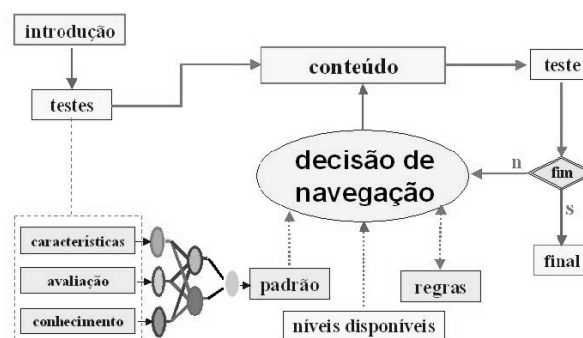 introdução
testes
conteúdo
teste
decisão de
navegação
n
fim
s
final
características
avaliação
conhecimento
padrão
regras
níveis disponíveis